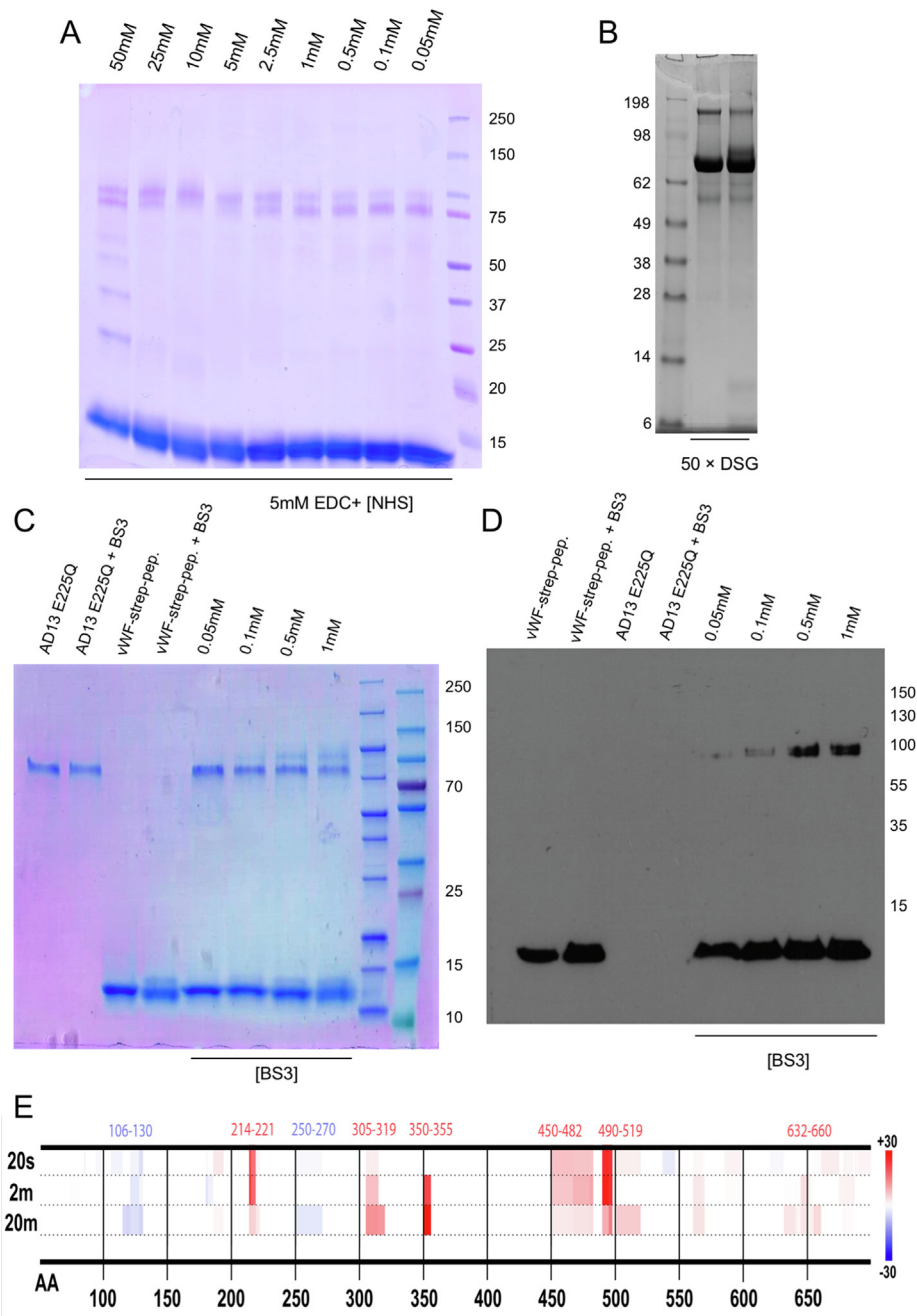 A
50mM 25mM 10mM 5mM 2.5mM 1mM 0.5mM 0.1mM 0.05mM
250
150
75
50
37
25
20
15
5mM EDC+ [NHS]
B
198
98
62
49
38
28
14
6
50 × DSG
C
AD13 E225Q
AD13 E225Q + BS3
vWF-strep-pep.
vWF-strep-pep. + BS3
0.05mM
0.1mM
0.5mM
1mM
250
150
70
25
15
10
[BS3]
D
vWF-strep-pep.
vWF-strep-pep. + BS3
AD13 E225Q
AD13 E225Q + BS3
0.05mM
0.1mM
0.5mM
1mM
150
130
100
55
35
15
[BS3]
E
106-130 214-221 250-270 305-319 350-355 450-482 490-519 632-660
+30
20s
2m
20m
-30
AA 100 150 200 250 300 350 400 450 500 550 600 650